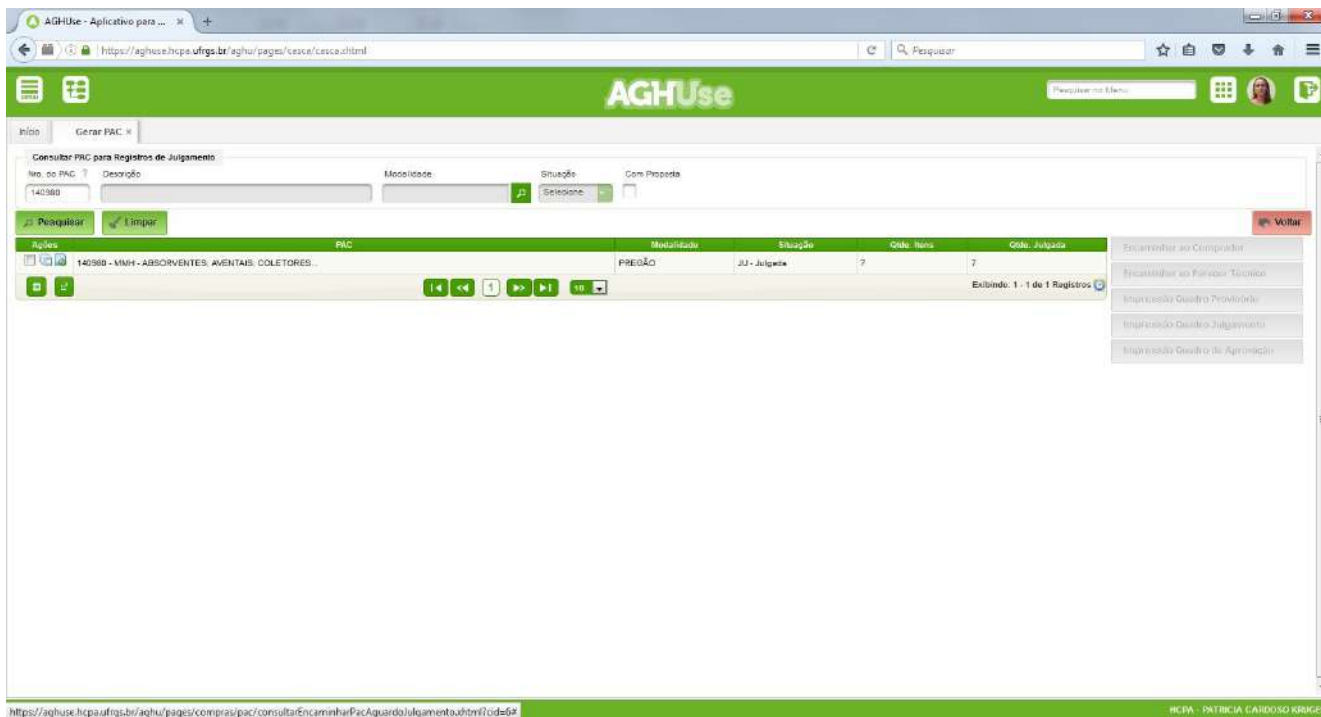 AGHUse - Aplicativo para ... × +
https://aghuse.hcpa.ufrgs.br/aghu/pages/casca/casca.xhtml
Pesquisar
AGHUse
Pesquisar no Menu
Início Gerar PAC ×
Consultar PAC para Registros de Julgamento
Nro. do PAC ? Descrição Modalidade Situação Com Proposta
140980 Selecione
Pesquisar Limpar Voltar
Ações PAC Modalidade Situação Qtde. Itens Qtde. Julgada
140980 - MMH - ABSORVENTES; AVENTAIS; COLETORES... PREGÃO JU - Julgada 7 7
1 10 Exibindo: 1 - 1 de 1 Registros
Encaminhar ao Comprador
Encaminhar ao Parecer Técnico
Impressão Quadro Provisório
Impressão Quadro Julgamento
Impressão Quadro de Aprovação
https://aghuse.hcpa.ufrgs.br/aghu/pages/compras/pac/consultarEncaminharPacAguardoJulgamento.xhtml?cid=6#
HCPA - PATRICIA CARDOSO KRUGE